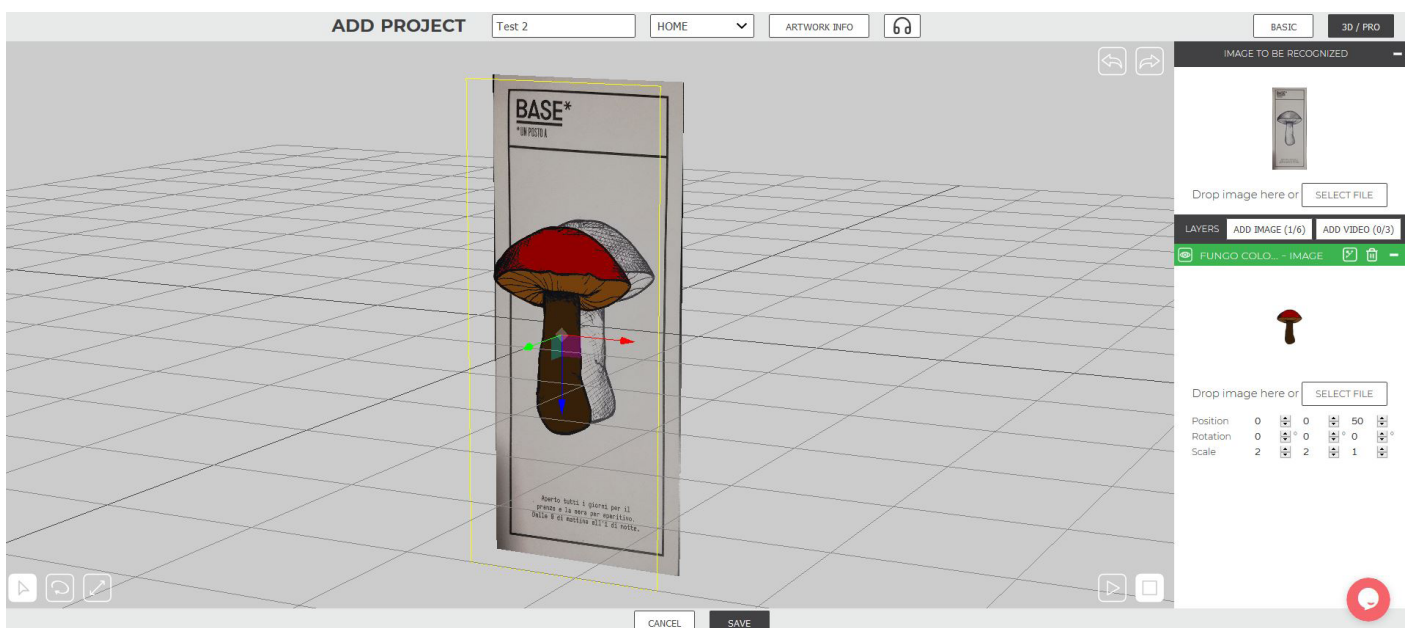 ADD PROJECT
Test 2
HOME
ARTWORK INFO
BASIC
3D / PRO
IMAGE TO BE RECOGNIZED
Drop image here or SELECT FILE
LAYERS ADD IMAGE (1/6) ADD VIDEO (0/3)
FUNGO COLO... - IMAGE
Drop image here or SELECT FILE
Position 0 0 50
Rotation 0 ° 0 ° 0 °
Scale 2 2 1
BASE*
*UN POSTO A
Aperto tutti i giorni per il
pranzo e la sera per aperitivo.
Dalle 8 di mattina all'1 di notte.
CANCEL
SAVE